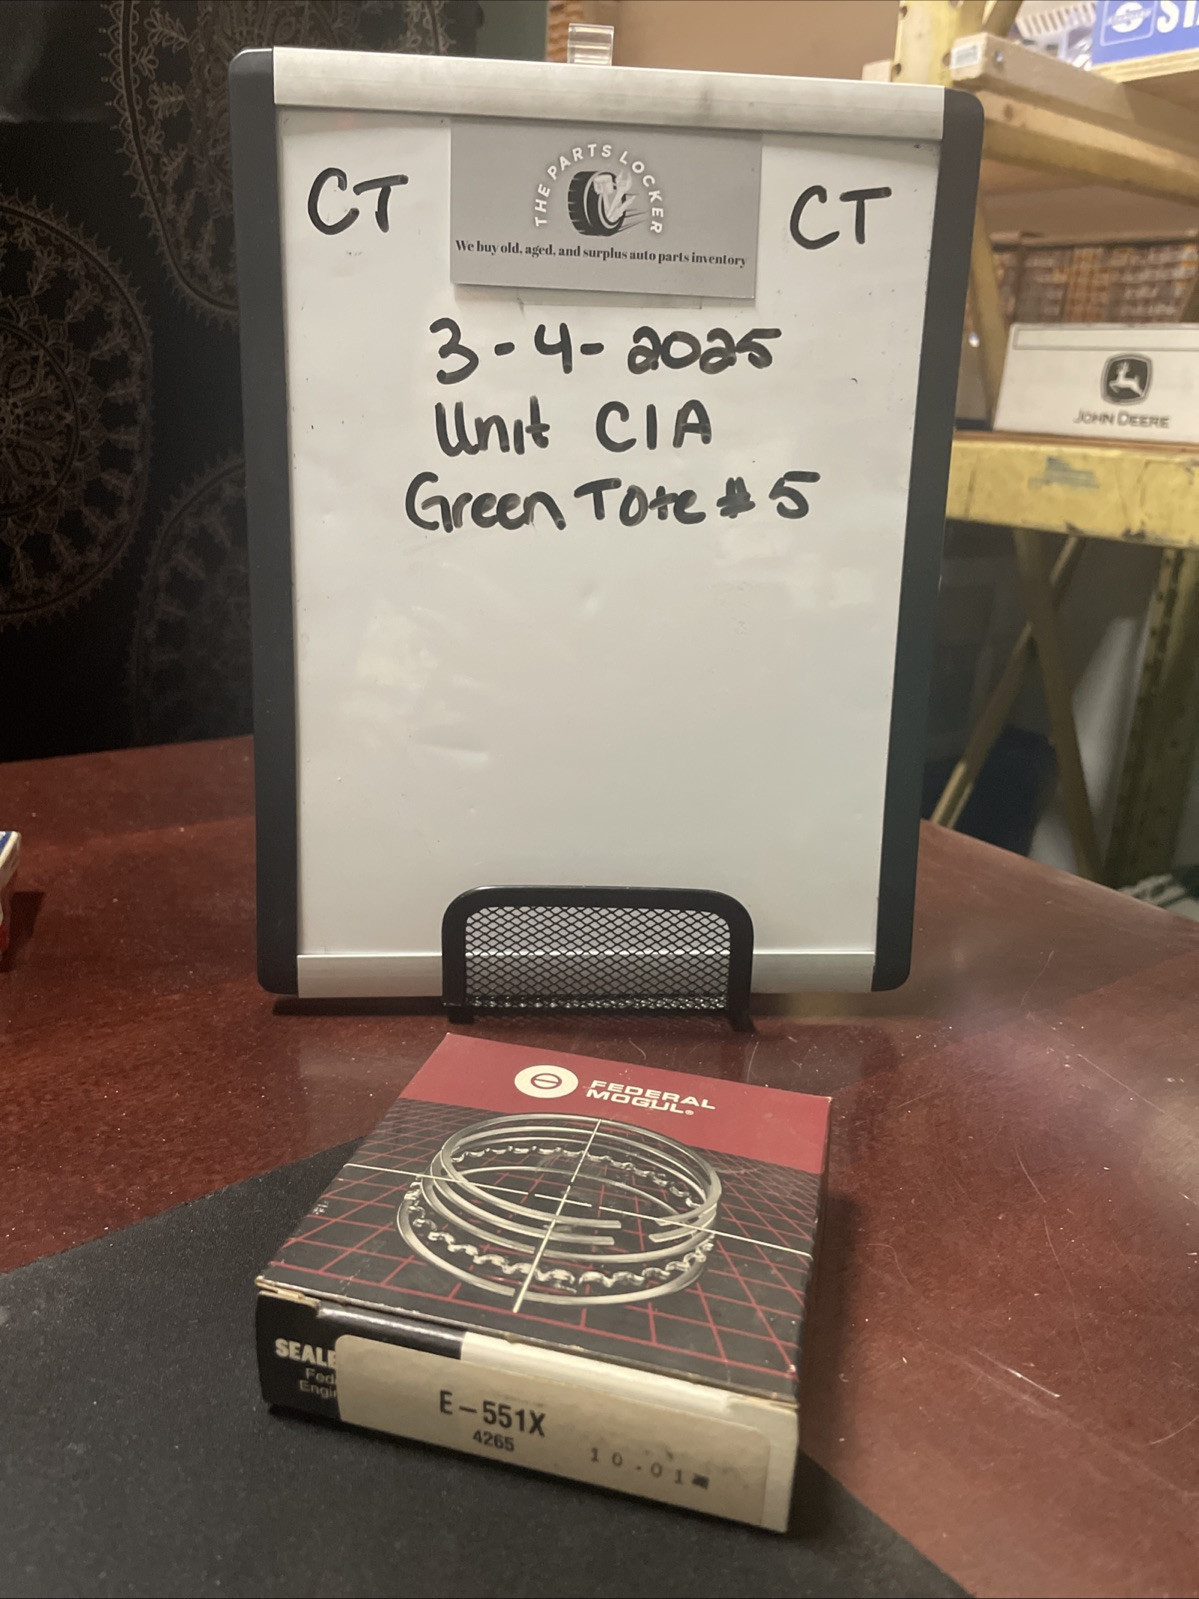 STA
CT
THE PARTS LOCKER
CT
We buy old, aged, and surplus auto parts inventory
3-4-2025
Unit C1A
Green Tote # 5
JOHN DEERE
FEDERAL
MOGUL®
SEALE
Fed
Engi
E-551X
4265
10.01